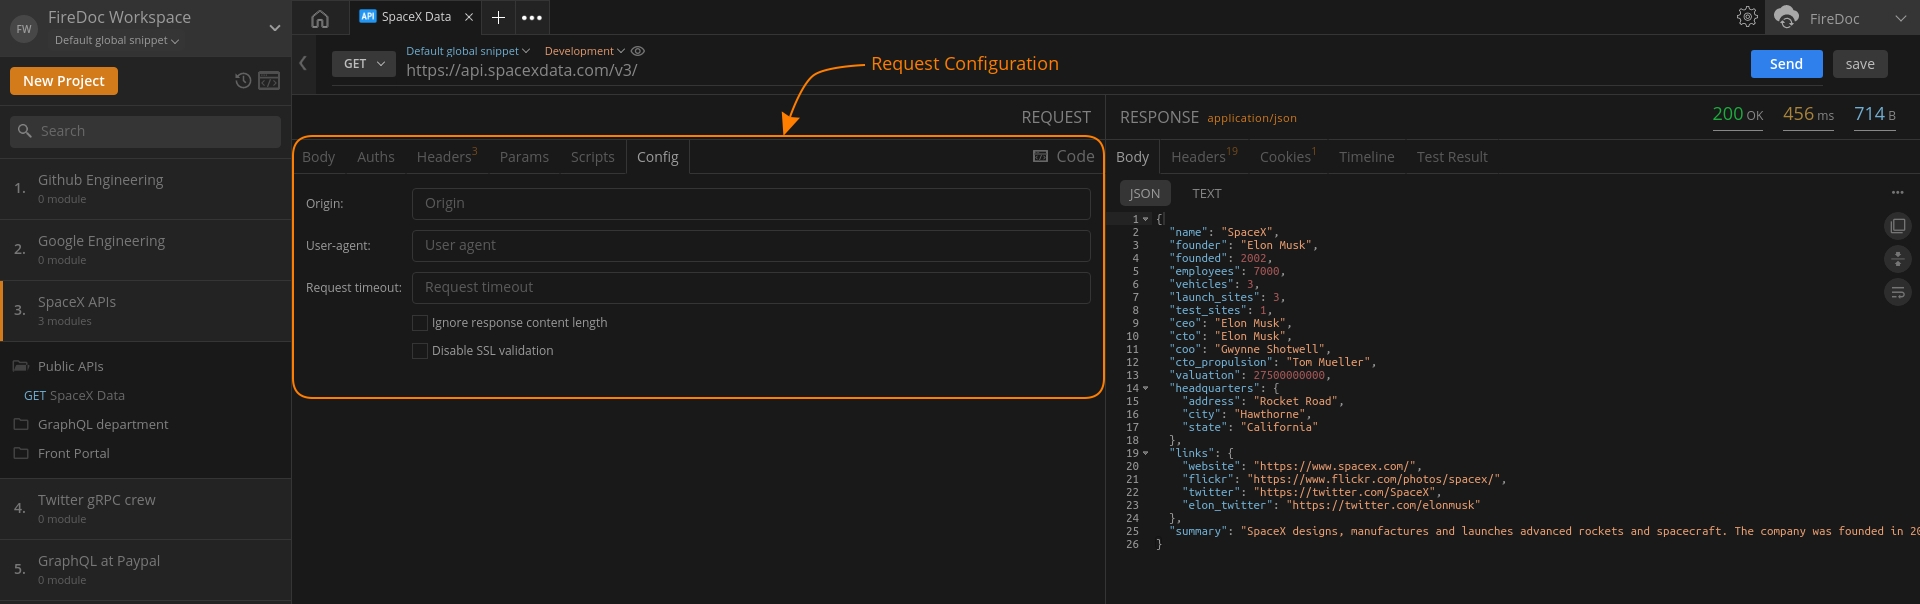 FW
FireDoc Workspace
Default global snippet
New Project
Search
1. Github Engineering
0 module
2. Google Engineering
0 module
3. SpaceX APIs
3 modules
Public APIs
GET SpaceX Data
GraphQL department
Front Portal
4. Twitter gRPC crew
0 module
5. GraphQL at Paypal
0 module
API SpaceX Data
FireDoc
GET
Default global snippet Development
https://api.spacexdata.com/v3/
Request Configuration
Send save
REQUEST
Body Auths Headers3 Params Scripts Config Code
Origin: Origin
User-agent: User agent
Request timeout: Request timeout
Ignore response content length
Disable SSL validation
RESPONSE application/json
200 OK 456 ms 714 B
Body Headers19 Cookies1 Timeline Test Result
JSON TEXT
1 {
2 "name": "SpaceX",
3 "founder": "Elon Musk",
4 "founded": 2002,
5 "employees": 7000,
6 "vehicles": 3,
7 "launch_sites": 3,
8 "test_sites": 1,
9 "ceo": "Elon Musk",
10 "cto": "Elon Musk",
11 "coo": "Gwynne Shotwell",
12 "cto_propulsion": "Tom Mueller",
13 "valuation": 27500000000,
14 "headquarters": {
15 "address": "Rocket Road",
16 "city": "Hawthorne",
17 "state": "California"
18 },
19 "links": {
20 "website": "https://www.spacex.com/",
21 "flickr": "https://www.flickr.com/photos/spacex/",
22 "twitter": "https://twitter.com/SpaceX",
23 "elon_twitter": "https://twitter.com/elonmusk"
24 },
25 "summary": "SpaceX designs, manufactures and launches advanced rockets and spacecraft. The company was founded in 20
26 }